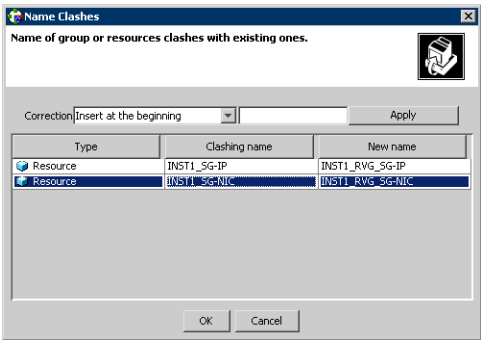 Name Clashes
Name of group or resources clashes with existing ones.
Correction Insert at the beginning Apply
Type Clashing name New name
Resource INST1_SG-IP INST1_RVG_SG-IP
Resource INST1_SG-NIC INST1_RVG_SG-NIC
OK Cancel